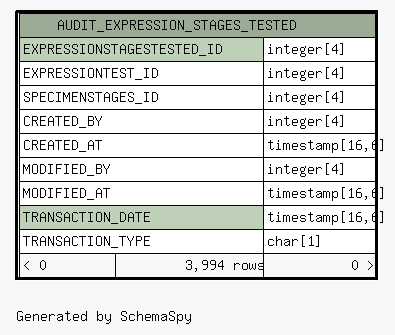 AUDIT_EXPRESSION_STAGES_TESTED
EXPRESSIONSTAGESTESTED_ID integer[4]
EXPRESSIONTEST_ID integer[4]
SPECIMENSTAGES_ID integer[4]
CREATED_BY integer[4]
CREATED_AT timestamp[16,6]
MODIFIED_BY integer[4]
MODIFIED_AT timestamp[16,6]
TRANSACTION_DATE timestamp[16,6]
TRANSACTION_TYPE char[1]
< 0 3,994 rows 0 >
Generated by SchemaSpy